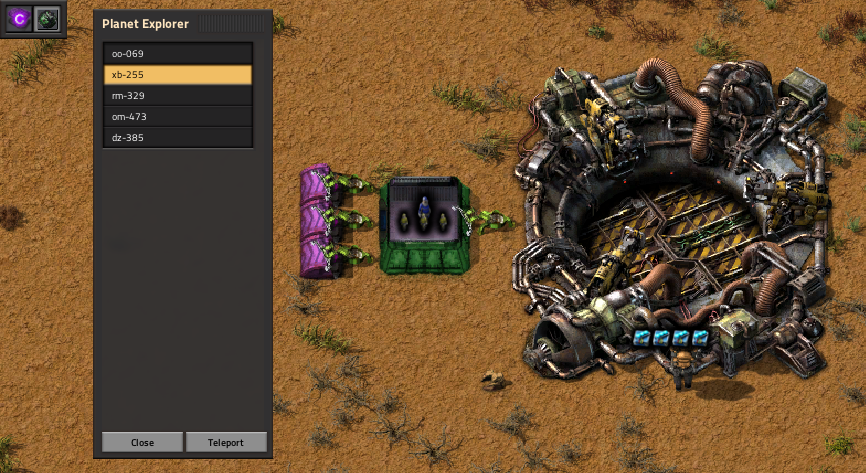 C
Planet Explorer
oo-069
xb-255
rm-329
om-473
dz-385
Close
Teleport